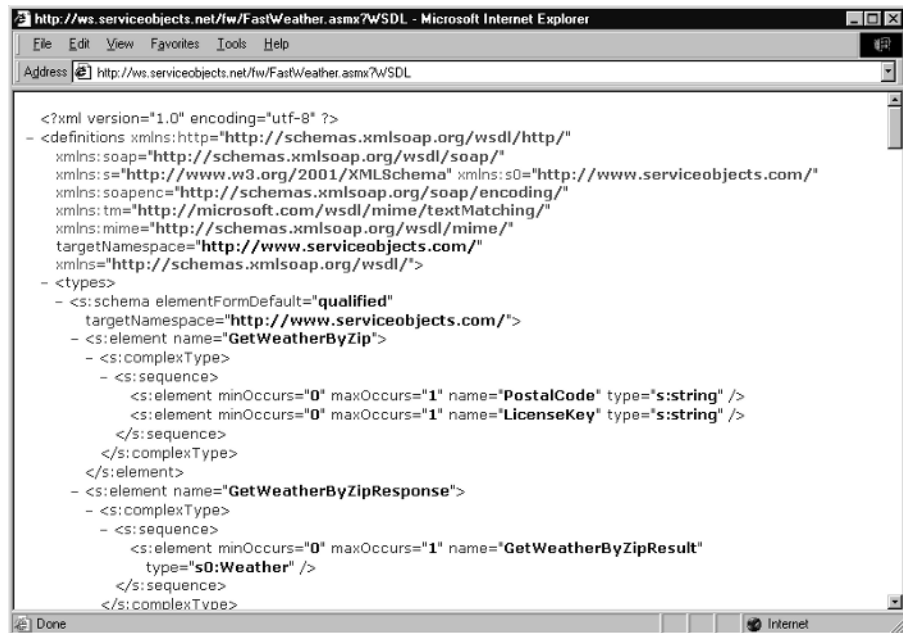 http://ws.serviceobjects.net/fw/FastWeather.asmx?WSDL - Microsoft Internet Explorer
File Edit View Favorites Tools Help
Address http://ws.serviceobjects.net/fw/FastWeather.asmx?WSDL
<?xml version="1.0" encoding="utf-8" ?>
- <definitions xmlns:http="http://schemas.xmlsoap.org/wsdl/http/"
xmlns:soap="http://schemas.xmlsoap.org/wsdl/soap/"
xmlns:s="http://www.w3.org/2001/XMLSchema" xmlns:s0="http://www.serviceobjects.com/"
xmlns:soapenc="http://schemas.xmlsoap.org/soap/encoding/"
xmlns:tm="http://microsoft.com/wsdl/mime/textMatching/"
xmlns:mime="http://schemas.xmlsoap.org/wsdl/mime/"
targetNamespace="http://www.serviceobjects.com/"
xmlns="http://schemas.xmlsoap.org/wsdl/">
- <types>
- <s:schema elementFormDefault="qualified"
targetNamespace="http://www.serviceobjects.com/">
- <s:element name="GetWeatherByZip">
- <s:complexType>
- <s:sequence>
<s:element minOccurs="0" maxOccurs="1" name="PostalCode" type="s:string" />
<s:element minOccurs="0" maxOccurs="1" name="LicenseKey" type="s:string" />
</s:sequence>
</s:complexType>
</s:element>
- <s:element name="GetWeatherByZipResponse">
- <s:complexType>
- <s:sequence>
<s:element minOccurs="0" maxOccurs="1" name="GetWeatherByZipResult"
type="s0:Weather" />
</s:sequence>
</s:complexType>
Done Internet